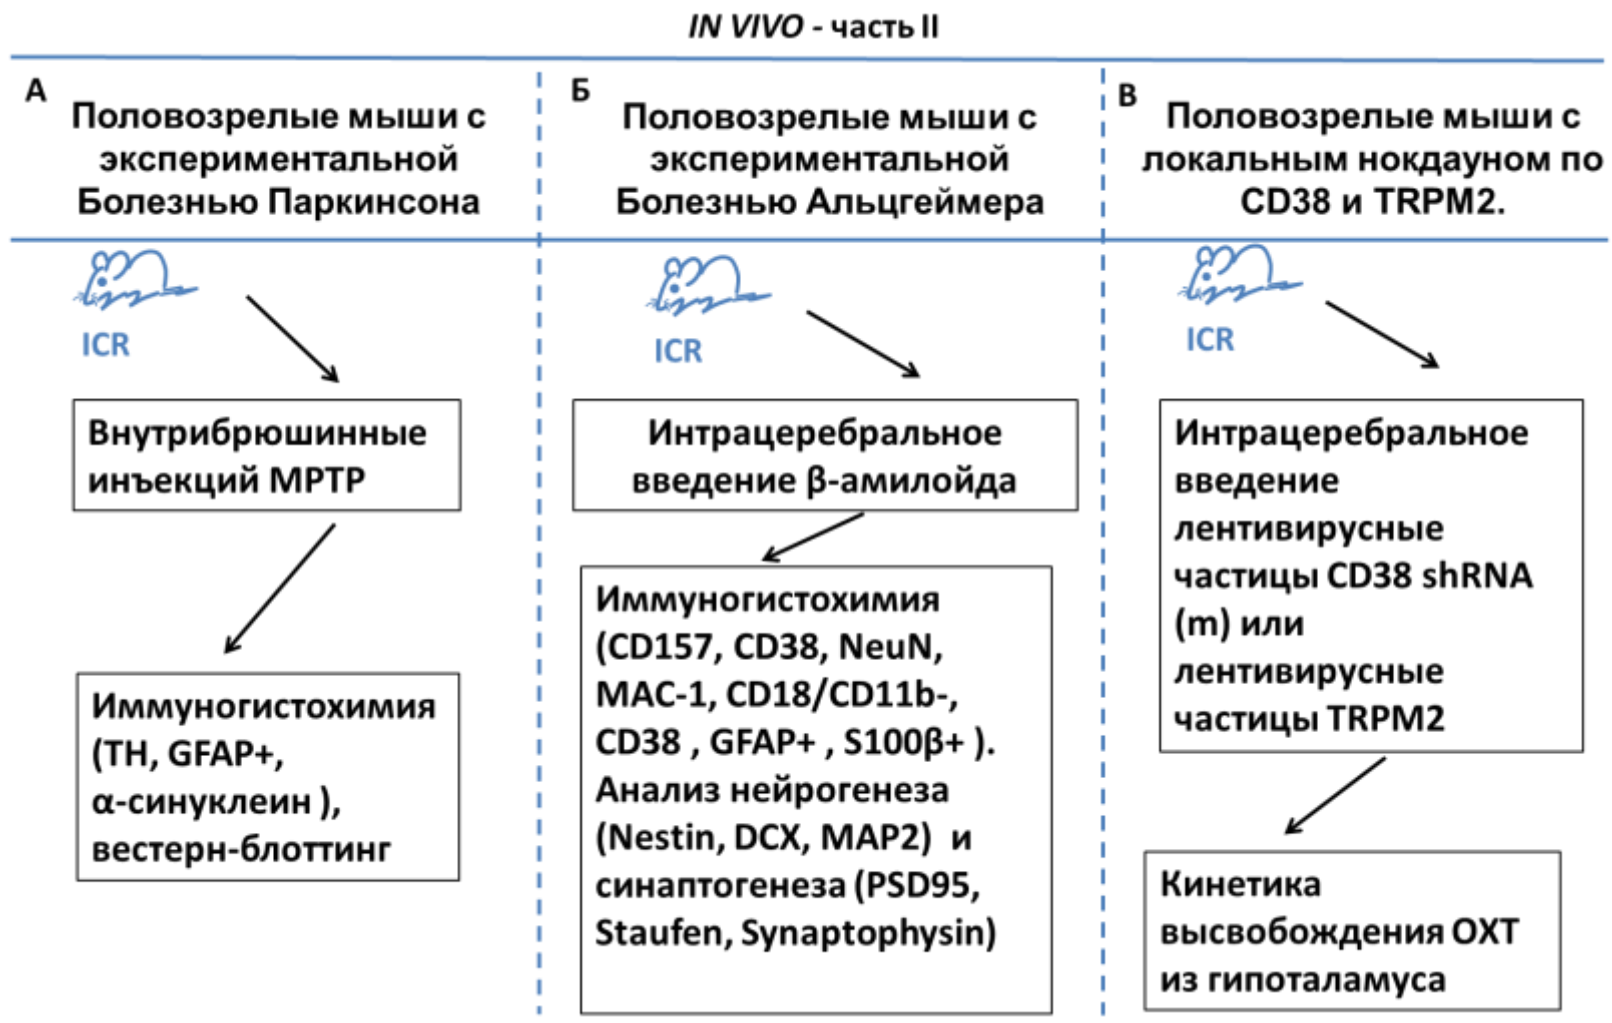 IN VIVO - часть II
А
Половозрелые мыши с
экспериментальной
Болезнью Паркинсона
ICR
Внутрибрюшинные
инъекций MPTP
Иммуногистохимия
(TH, GFAP+,
α-синуклеин ),
вестерн-блоттинг
Б
Половозрелые мыши с
экспериментальной
Болезнью Альцгеймера
ICR
Интрацеребральное
введение β-амилойда
Иммуногистохимия
(CD157, CD38, NeuN,
MAC-1, CD18/CD11b-,
CD38 , GFAP+ , S100β+ ).
Анализ нейрогенеза
(Nestin, DCX, MAP2) и
синаптогенеза (PSD95,
Staufen, Synaptophysin)
В
Половозрелые мыши с
локальным нокдауном по
CD38 и TRPM2.
ICR
Интрацеребральное
введение
лентивирусные
частицы CD38 shRNA
(m) или
лентивирусные
частицы TRPM2
Кинетика
высвобождения OXT
из гипоталамуса